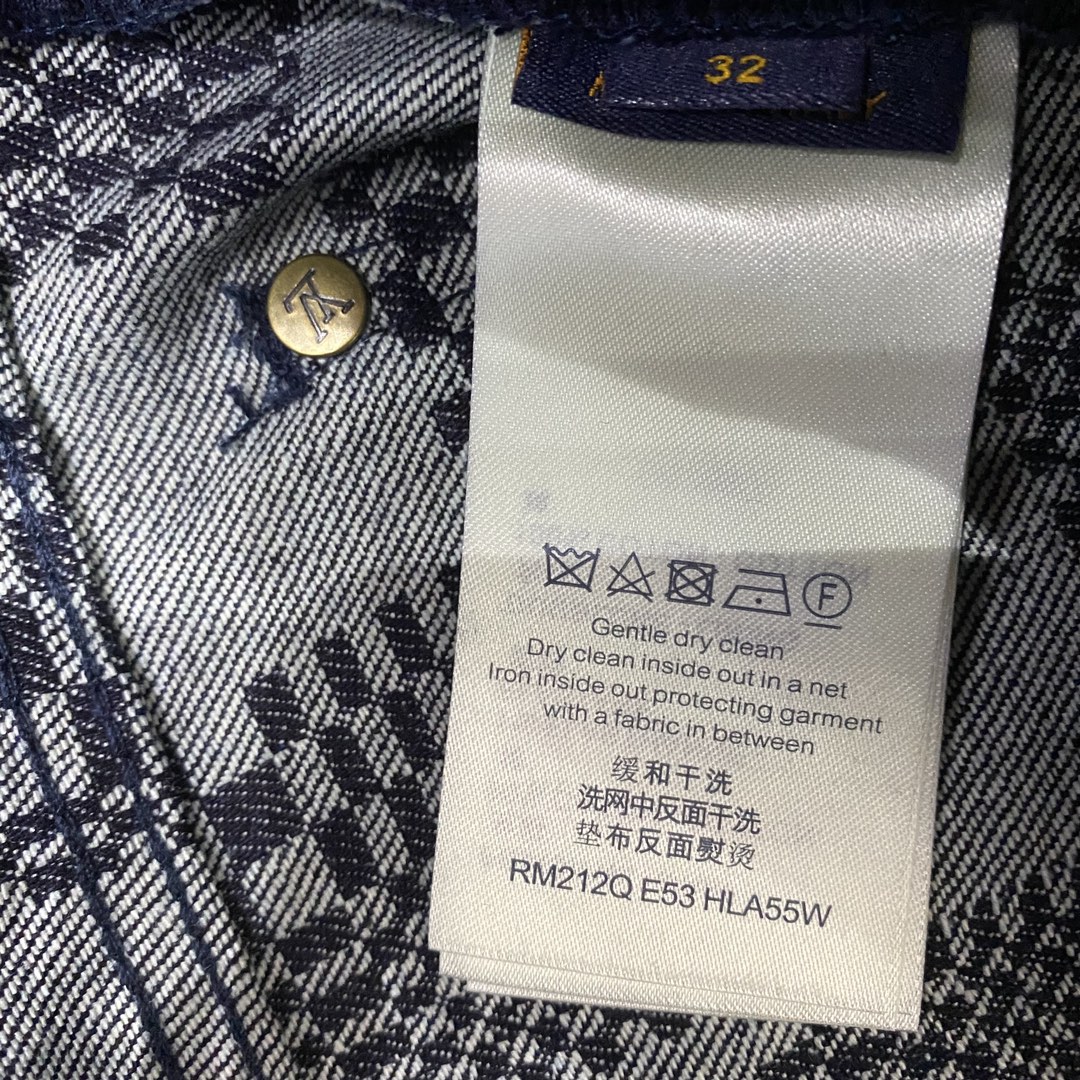 32
LV
F
Gentle dry clean
Dry clean inside out in a net
Iron inside out protecting garment
with a fabric in between
缓和干洗
洗网中反面干洗
垫布反面熨烫
RM212Q E53 HLA55W